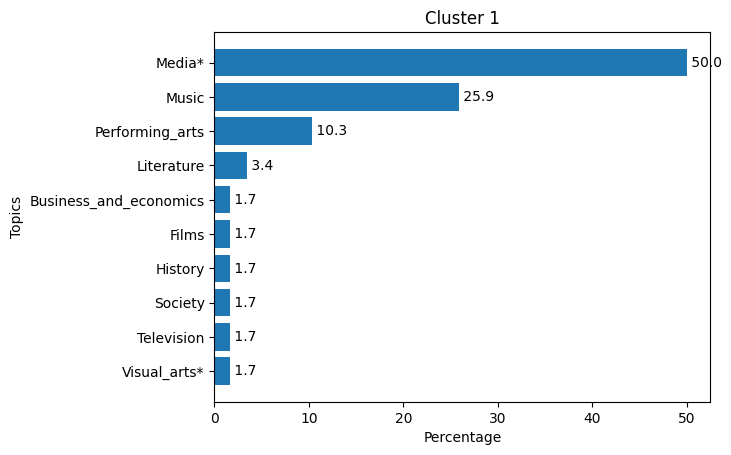 Cluster 1
Media* 50.0
Music 25.9
Performing_arts 10.3
Literature 3.4
Business_and_economics 1.7
Films 1.7
History 1.7
Society 1.7
Television 1.7
Visual_arts* 1.7
Topics
0 10 20 30 40 50
Percentage